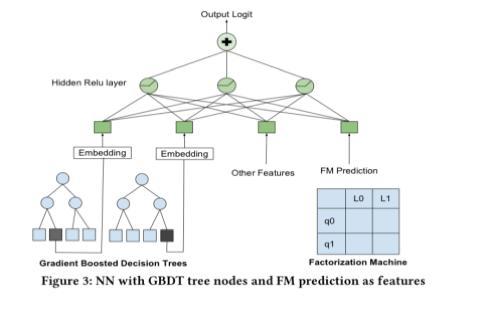 Output Logit
+
Hidden Relu layer
Embedding
Embedding
Other Features
FM Prediction
L0 L1
q0
q1
Gradient Boosted Decision Trees
Factorization Machine
Figure 3: NN with GBDT tree nodes and FM prediction as features